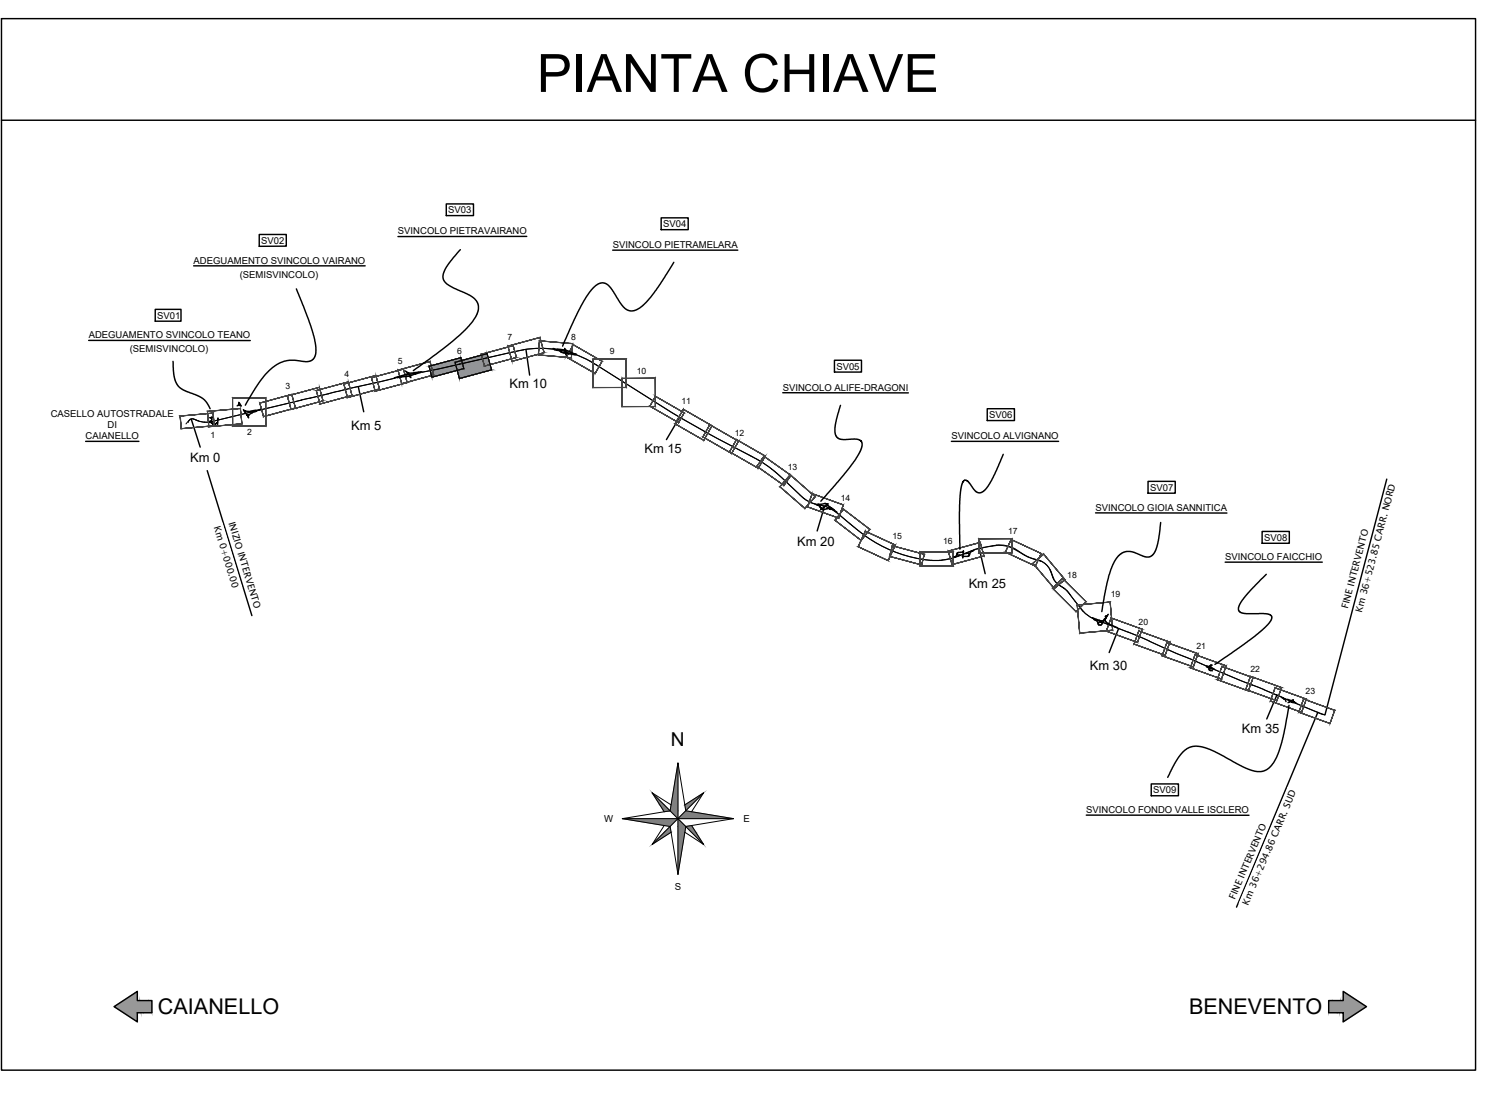 PIANTA CHIAVE
SV01
ADEGUAMENTO SVINCOLO TEANO
(SEMISVINCOLO)
SV02
ADEGUAMENTO SVINCOLO VAIRANO
(SEMISVINCOLO)
SV03
SVINCOLO PIETRAVAIRANO
SV04
SVINCOLO PIETRAMELARA
SV05
SVINCOLO ALIFE-DRAGONI
SV06
SVINCOLO ALVIGNANO
SV07
SVINCOLO GIOIA SANNITICA
SV08
SVINCOLO FAICCHIO
SV09
SVINCOLO FONDO VALLE ISCLERO
CASELLO AUTOSTRADALE
DI
CAIANELLO
1
2
3
4
5
6
7
8
9
10
11
12
13
14
15
16
17
18
19
20
21
22
23
Km 0
Km 5
Km 10
Km 15
Km 20
Km 25
Km 30
Km 35
INIZIO INTERVENTO
Km 0+000.00
FINE INTERVENTO
Km 36+523.85 CARR. NORD
FINE INTERVENTO
Km 36+294.86 CARR. SUD
N
W
E
S
CAIANELLO
BENEVENTO